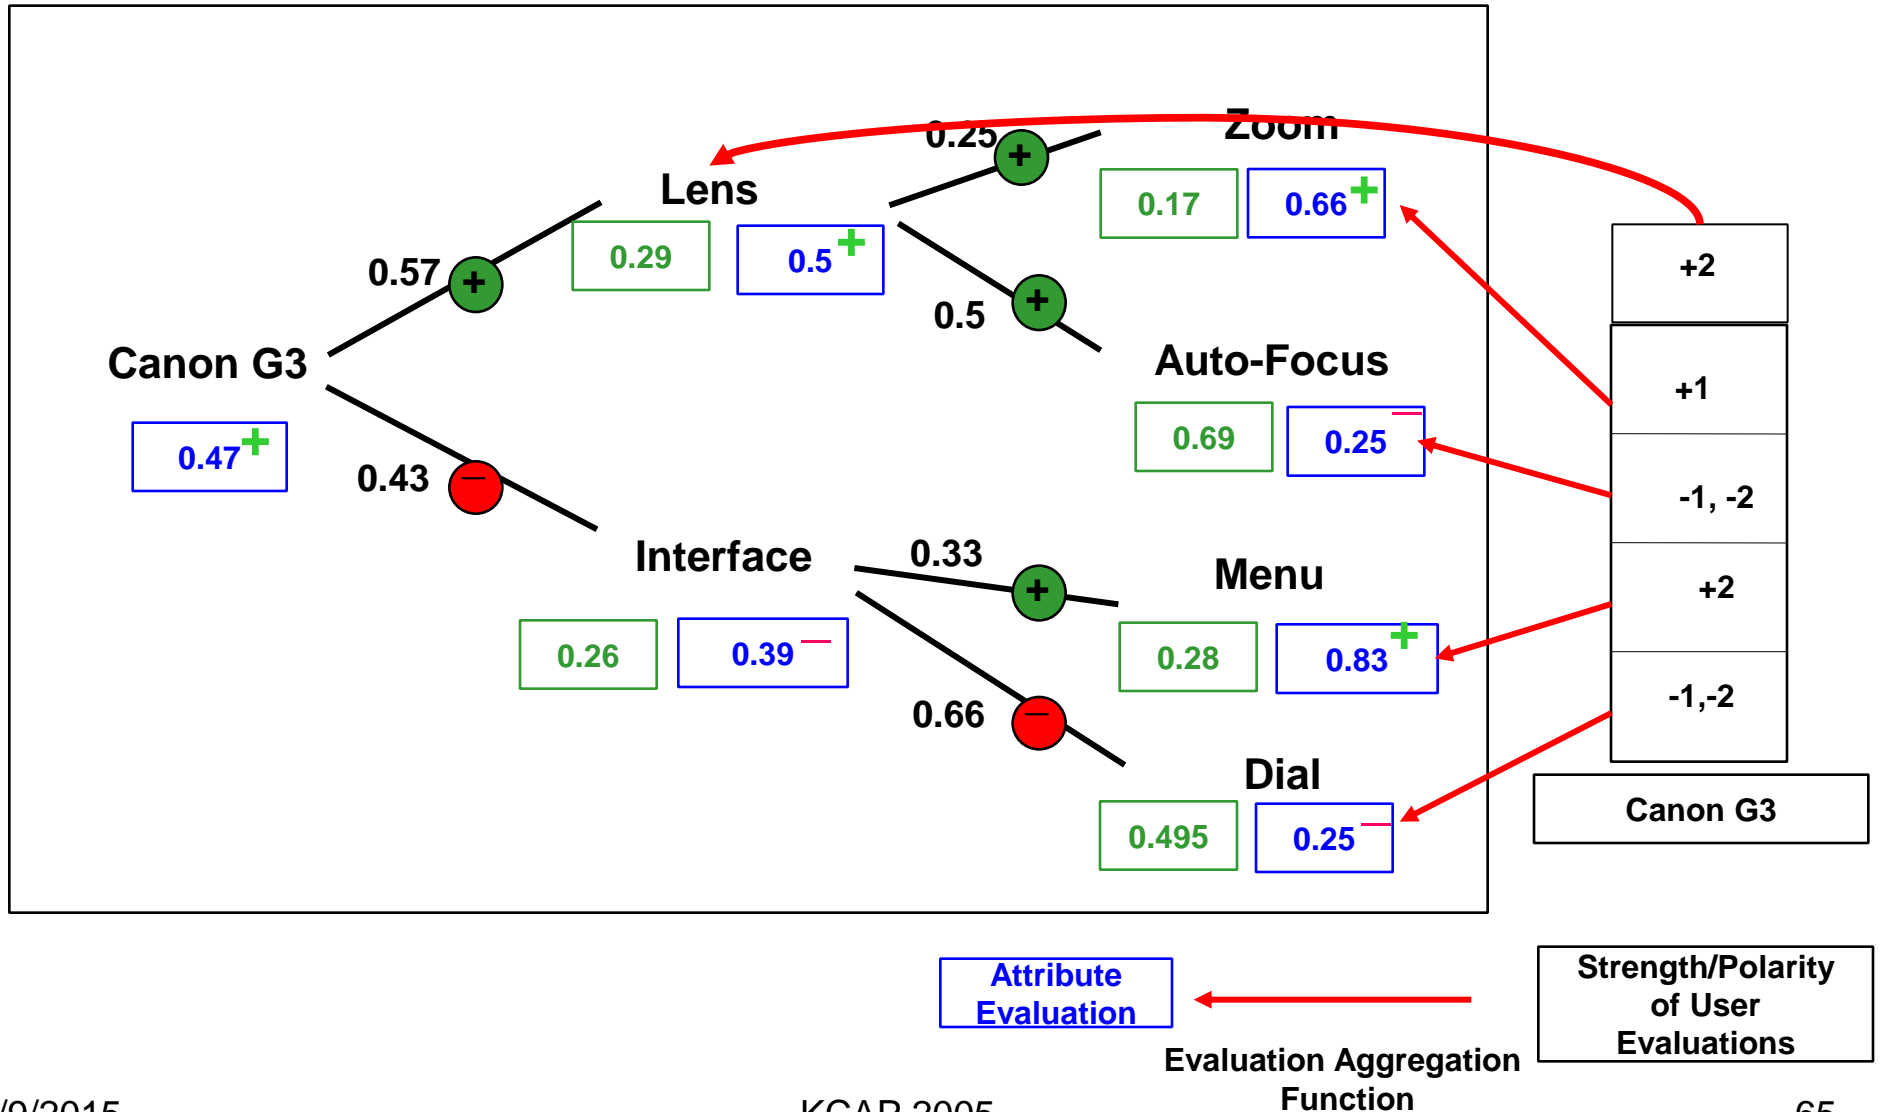 Zoom
0.25
+
0.17
0.66 +
Lens
0.29
0.5 +
0.57
+
0.5
+
+2
+1
-1, -2
+2
-1,-2
Canon G3
Canon G3
0.47 +
Auto-Focus
0.69
0.25 —
0.43
—
Interface
0.26
0.39 —
0.33
+
Menu
0.28
0.83 +
0.66
—
Dial
0.495
0.25 —
Attribute
Evaluation
Evaluation Aggregation
Function
Strength/Polarity
of User
Evaluations
/9/2015
KCAP 2005
65